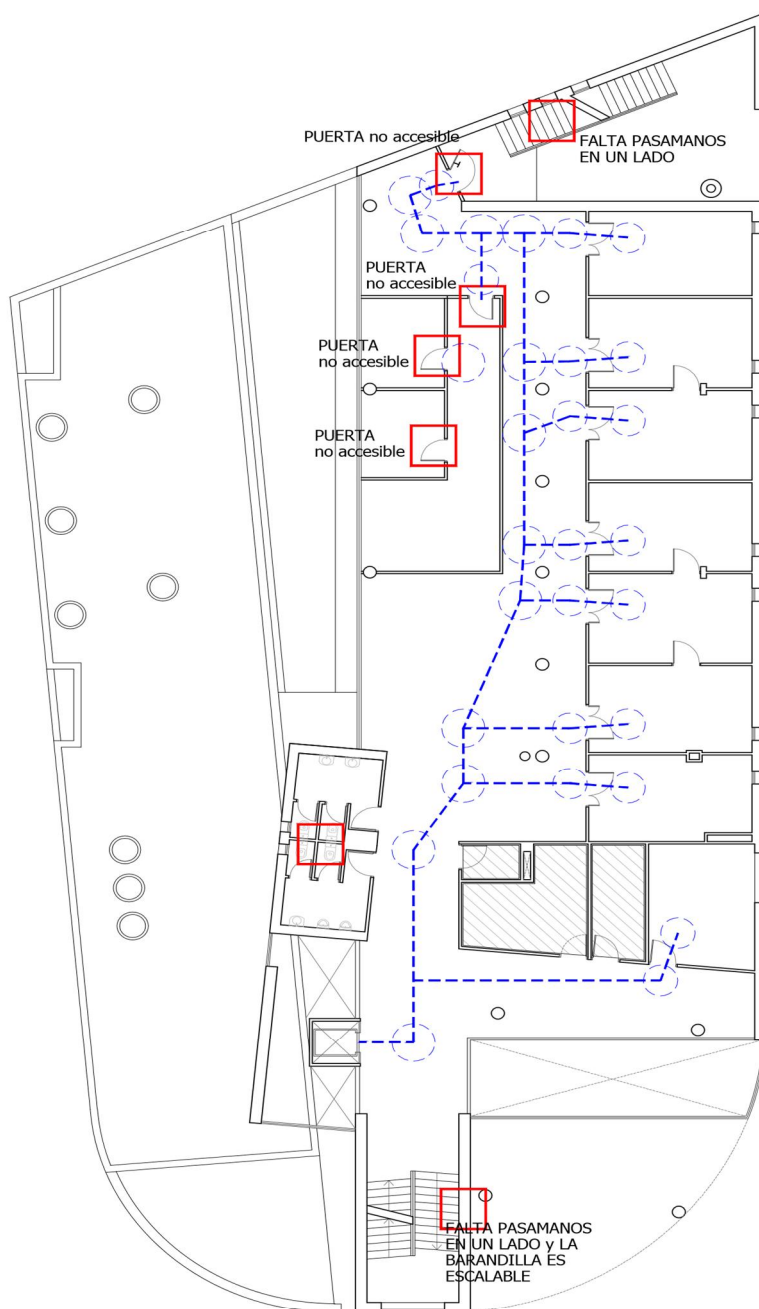 PUERTA no accesible
FALTA PASAMANOS
EN UN LADO
PUERTA
no accesible
PUERTA
no accesible
PUERTA
no accesible
FALTA PASAMANOS
EN UN LADO y LA
BARANDILLA ES
ESCALABLE